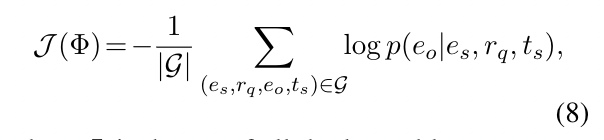 J(Φ) = − 1/|G| ∑_{(e_s, r_q, e_o, t_s)∈G} log p(e_o|e_s, r_q, t_s),
(8)